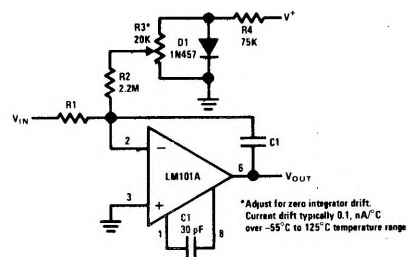 R3*
20K
D1
1N457
R4
75K
V+
R2
2.2M
VIN
R1
2
−
LM101A
6
C1
VOUT
3
+
C1
30 pF
1
8
*Adjust for zero integrator drift.
Current drift typically 0.1, nA/°C
over −55°C to 125°C temperature range